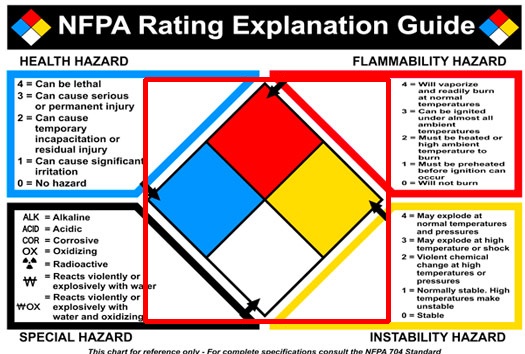 NFPA Rating Explanation Guide
HEALTH HAZARD
4 = Can be lethal
3 = Can cause serious
or permanent injury
2 = Can cause
temporary
incapacitation or
residual injury
1 = Can cause significant
irritation
0 = No hazard
FLAMMABILITY HAZARD
4 = Will vaporize
and readily burn
at normal
temperatures
3 = Can be ignited
under almost all
ambient
temperatures
2 = Must be heated or
high ambient
temperature to
burn
1 = Must be preheated
before ignition can
occur
0 = Will not burn
ALK = Alkaline
ACID = Acidic
COR = Corrosive
OX = Oxidizing
= Radioactive
W = Reacts violently or
explosively with water
WOX = Reacts violently or
explosively with
water and oxidizing
SPECIAL HAZARD
4 = May explode at
normal temperatures
and pressures
3 = May explode at high
temperature or shock
2 = Violent chemical
change at high
temperatures or
pressures
1 = Normally stable. High
temperatures make
unstable
0 = Stable
INSTABILITY HAZARD
This chart for reference only - For complete specifications consult the NFPA 704 Standard